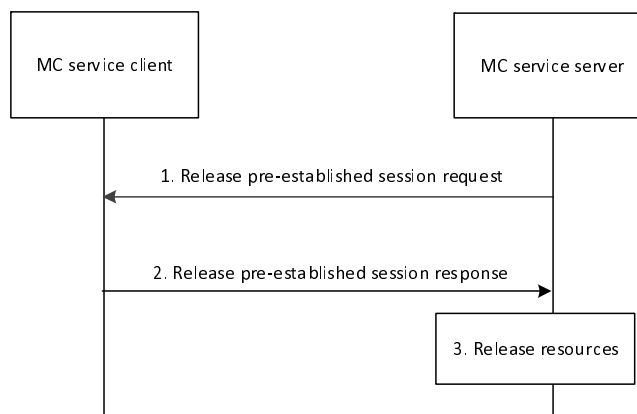 MC service client
MC service server
1. Release pre-established session request
2. Release pre-established session response
3. Release resources